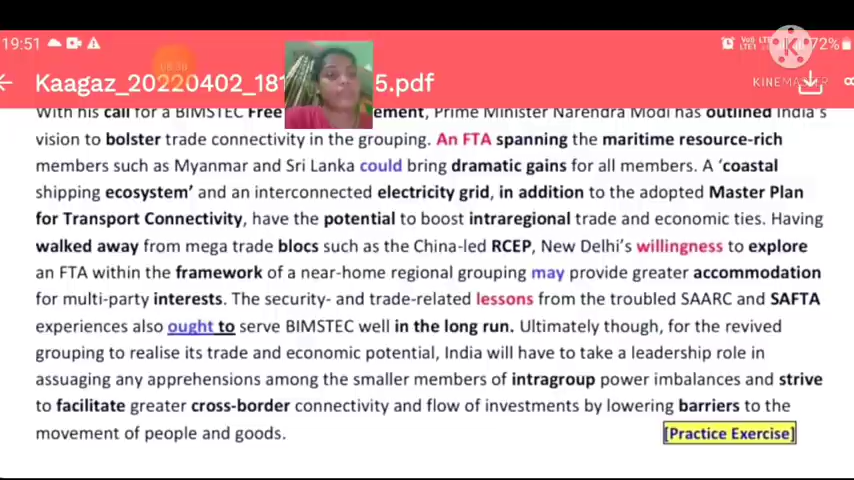 19:51
72%
KINEMASTER
Kaagaz_20220402_181 5.pdf
With his call for a BIMSTEC Free ement, Prime Minister Narendra Modi has outlined India's
vision to bolster trade connectivity in the grouping. An FTA spanning the maritime resource-rich
members such as Myanmar and Sri Lanka could bring dramatic gains for all members. A 'coastal
shipping ecosystem' and an interconnected electricity grid, in addition to the adopted Master Plan
for Transport Connectivity, have the potential to boost intraregional trade and economic ties. Having
walked away from mega trade blocs such as the China-led RCEP, New Delhi's willingness to explore
an FTA within the framework of a near-home regional grouping may provide greater accommodation
for multi-party interests. The security- and trade-related lessons from the troubled SAARC and SAFTA
experiences also ought to serve BIMSTEC well in the long run. Ultimately though, for the revived
grouping to realise its trade and economic potential, India will have to take a leadership role in
assuaging any apprehensions among the smaller members of intragroup power imbalances and strive
to facilitate greater cross-border connectivity and flow of investments by lowering barriers to the
movement of people and goods.
[Practice Exercise]